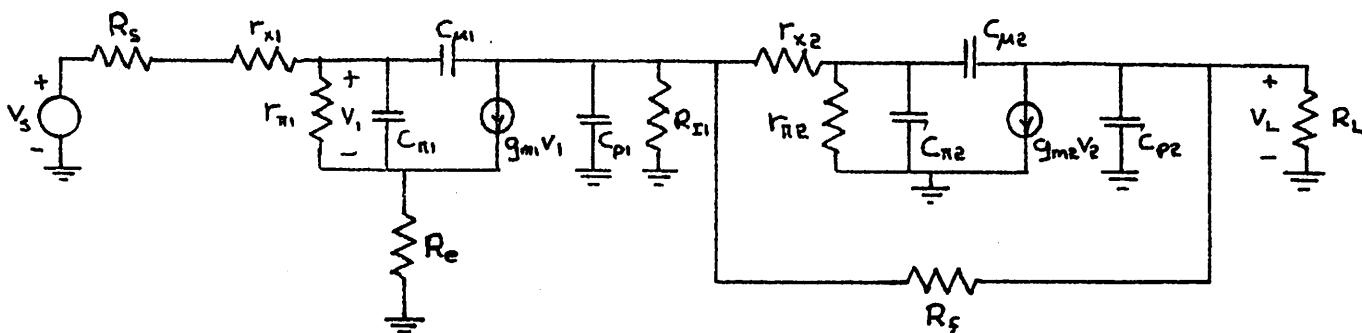 Rs
rx1
Cμ1
rx2
Cμ2
+
Vs
-
rπ1
+
V1
-
Cπ1
gm1V1
Cp1
RI1
rπ2
Cπ2
gm2V2
Cp2
+
VL
-
RL
Re
Rf